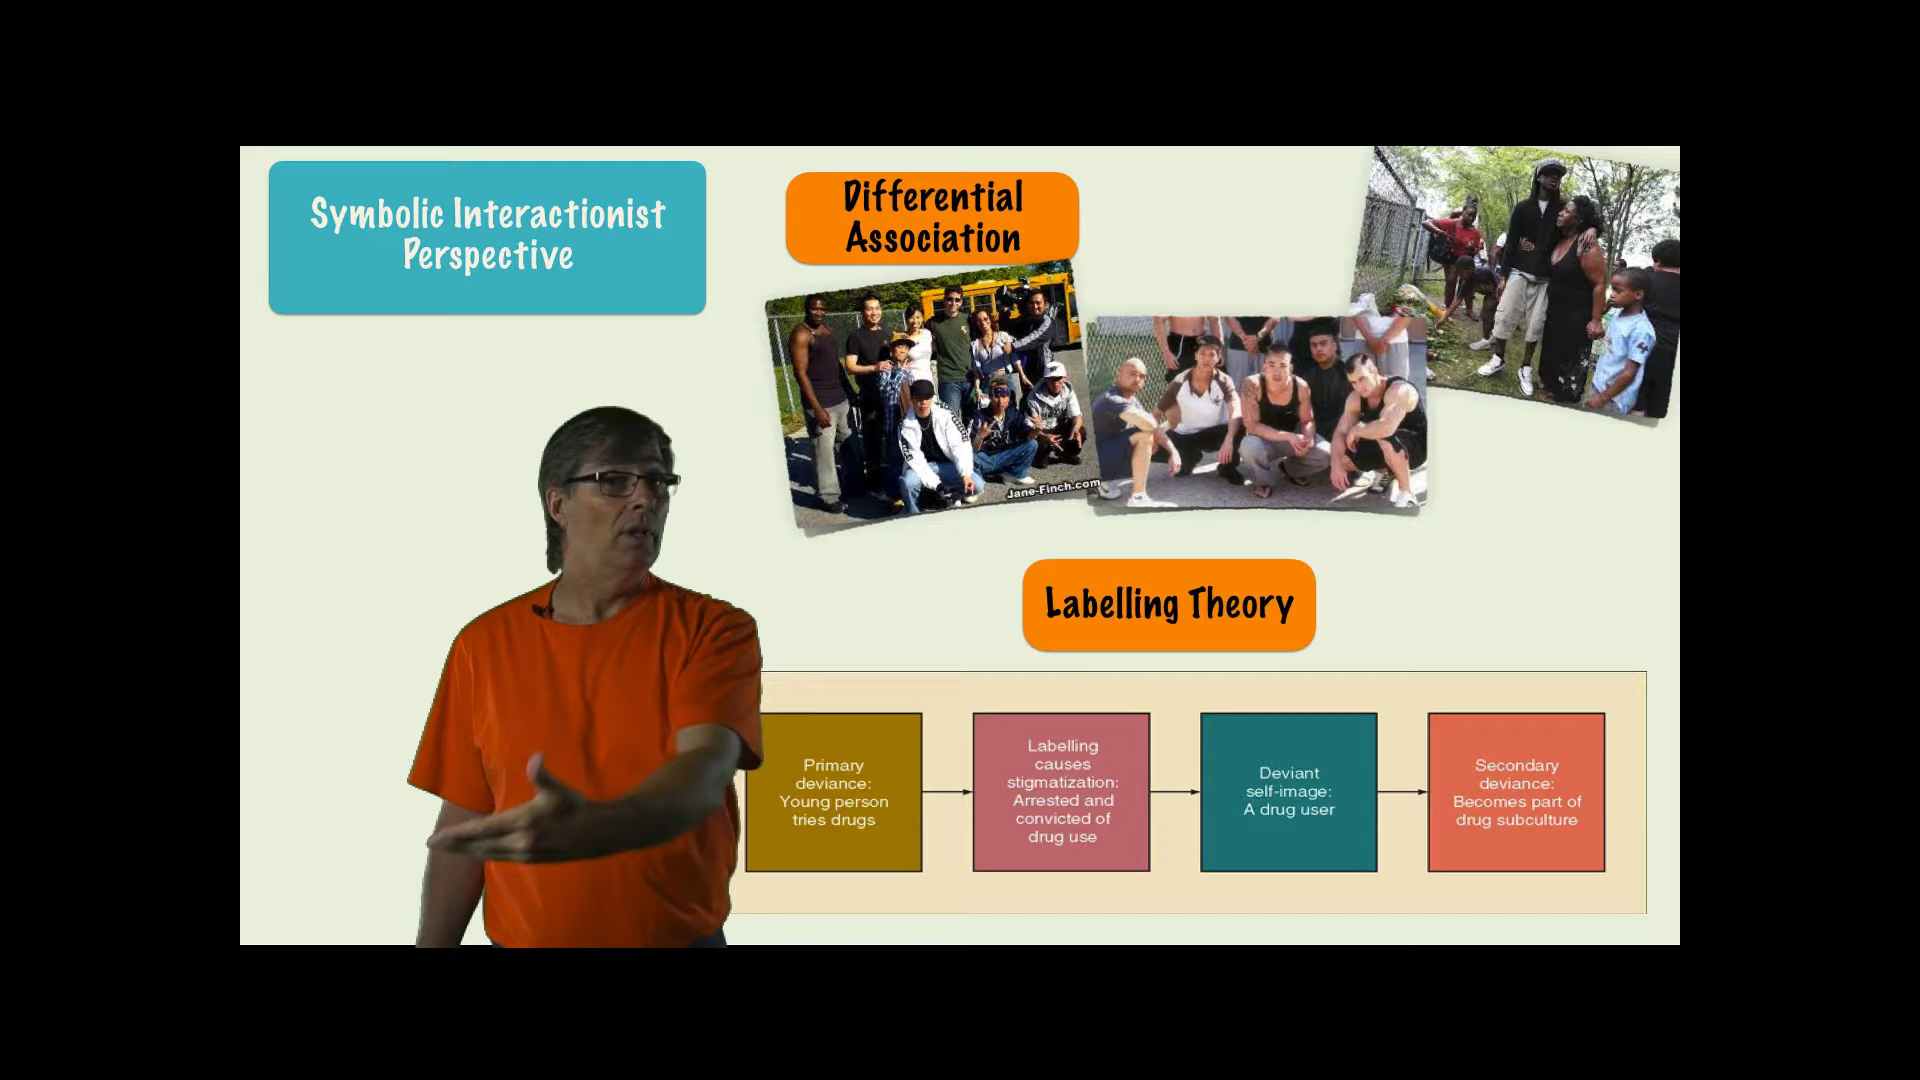 Symbolic Interactionist
Perspective
Differential
Association
Jane-Finch.com
Labelling Theory
Primary
deviance:
Young person
tries drugs
Labelling
causes
stigmatization:
Arrested and
convicted of
drug use
Deviant
self-image:
A drug user
Secondary
deviance:
Becomes part of
drug subculture